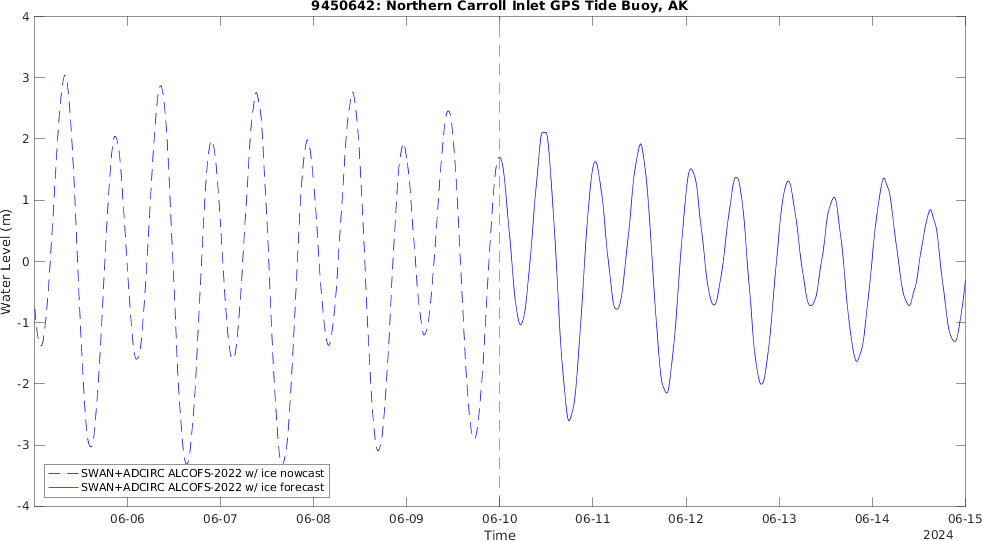 9450642: Northern Carroll Inlet GPS Tide Buoy, AK
4
3
2
1
0
-1
-2
-3
-4
Water Level (m)
SWAN+ADCIRC ALCOFS-2022 w/ ice nowcast
SWAN+ADCIRC ALCOFS-2022 w/ ice forecast
06-06 06-07 06-08 06-09 06-10 06-11 06-12 06-13 06-14 06-15
Time
2024